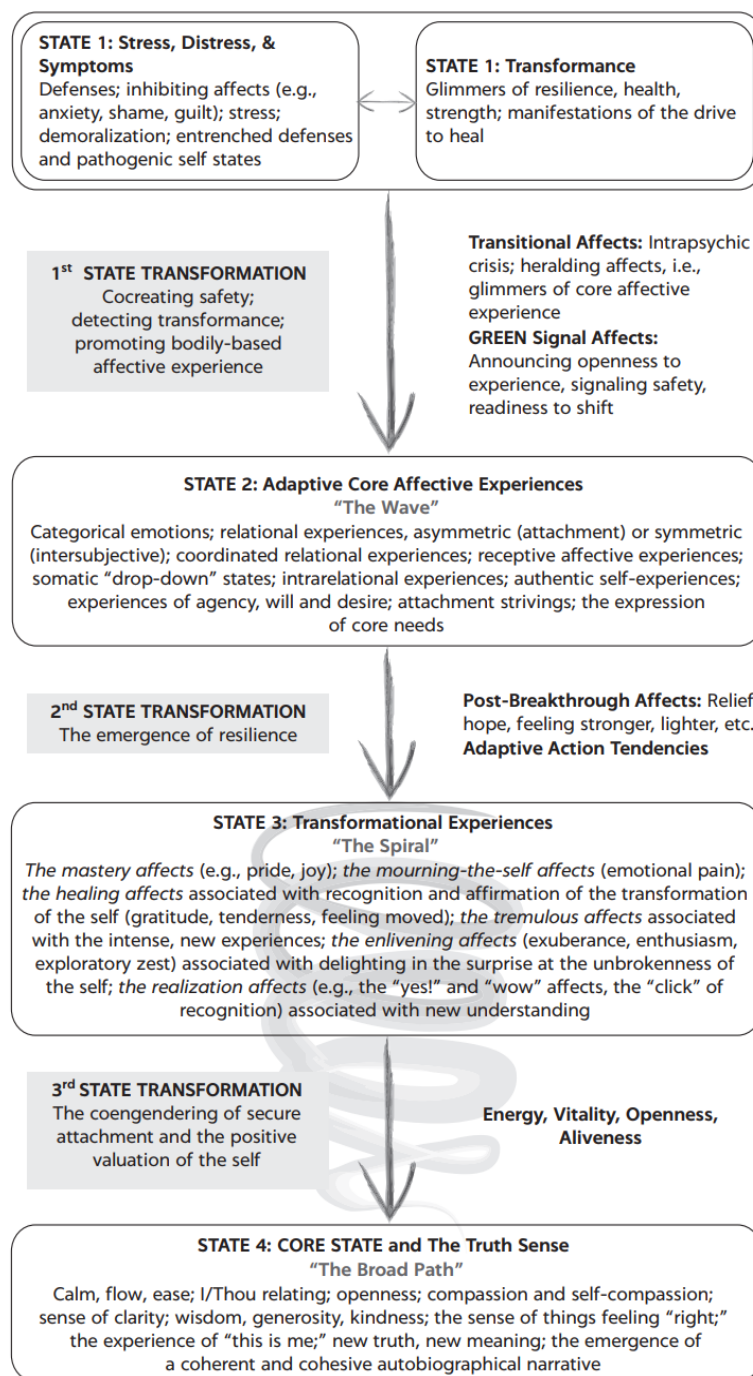 STATE 1: Stress, Distress, &
Symptoms
Defenses; inhibiting affects (e.g.,
anxiety, shame, guilt); stress;
demoralization; entrenched defenses
and pathogenic self states
STATE 1: Transformance
Glimmers of resilience, health,
strength; manifestations of the drive
to heal
1st STATE TRANSFORMATION
Cocreating safety;
detecting transformance;
promoting bodily-based
affective experience
Transitional Affects: Intrapsychic
crisis; heralding affects, i.e.,
glimmers of core affective
experience
GREEN Signal Affects:
Announcing openness to
experience, signaling safety,
readiness to shift
STATE 2: Adaptive Core Affective Experiences
“The Wave”
Categorical emotions; relational experiences, asymmetric (attachment) or symmetric
(intersubjective); coordinated relational experiences; receptive affective experiences;
somatic “drop-down” states; intrarelational experiences; authentic self-experiences;
experiences of agency, will and desire; attachment strivings; the expression
of core needs
2nd STATE TRANSFORMATION
The emergence of resilience
Post-Breakthrough Affects: Relief
hope, feeling stronger, lighter, etc.
Adaptive Action Tendencies
STATE 3: Transformational Experiences
“The Spiral”
The mastery affects (e.g., pride, joy); the mourning-the-self affects (emotional pain);
the healing affects associated with recognition and affirmation of the transformation
of the self (gratitude, tenderness, feeling moved); the tremulous affects associated
with the intense, new experiences; the enlivening affects (exuberance, enthusiasm,
exploratory zest) associated with delighting in the surprise at the unbrokenness of
the self; the realization affects (e.g., the “yes!” and “wow” affects, the “click” of
recognition) associated with new understanding
3rd STATE TRANSFORMATION
The coengendering of secure
attachment and the positive
valuation of the self
Energy, Vitality, Openness,
Aliveness
STATE 4: CORE STATE and The Truth Sense
“The Broad Path”
Calm, flow, ease; I/Thou relating; openness; compassion and self-compassion;
sense of clarity; wisdom, generosity, kindness; the sense of things feeling “right;”
the experience of “this is me;” new truth, new meaning; the emergence of
a coherent and cohesive autobiographical narrative